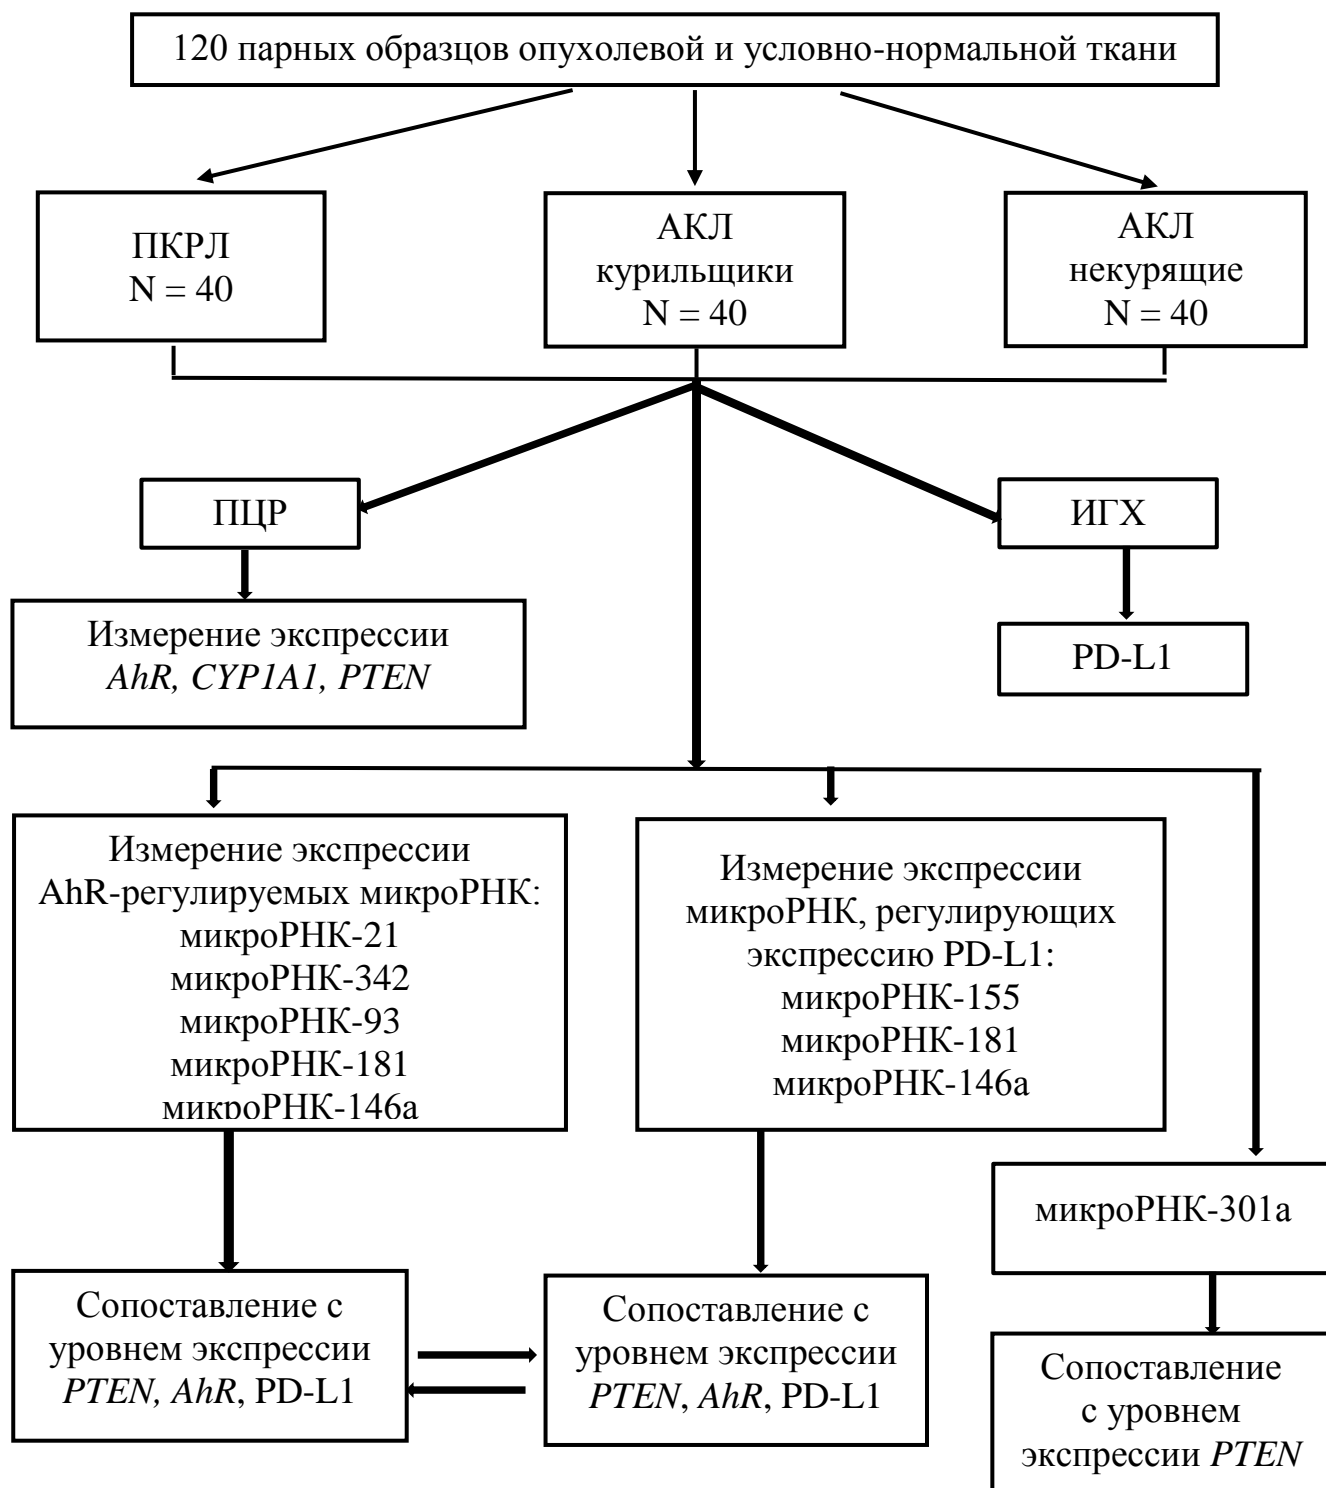 120 парных образцов опухолевой и условно-нормальной ткани
ПКРЛ
N = 40
АКЛ
курильщики
N = 40
АКЛ
некурящие
N = 40
ПЦР
ИГХ
Измерение экспрессии
AhR, CYP1A1, PTEN
PD-L1
Измерение экспрессии
AhR-регулируемых микроРНК:
микроРНК-21
микроРНК-342
микроРНК-93
микроРНК-181
микроРНК-146a
Измерение экспрессии
микроРНК, регулирующих
экспрессию PD-L1:
микроРНК-155
микроРНК-181
микроРНК-146a
микроРНК-301a
Сопоставление с
уровнем экспрессии
PTEN, AhR, PD-L1
Сопоставление с
уровнем экспрессии
PTEN, AhR, PD-L1
Сопоставление
с уровнем
экспрессии PTEN